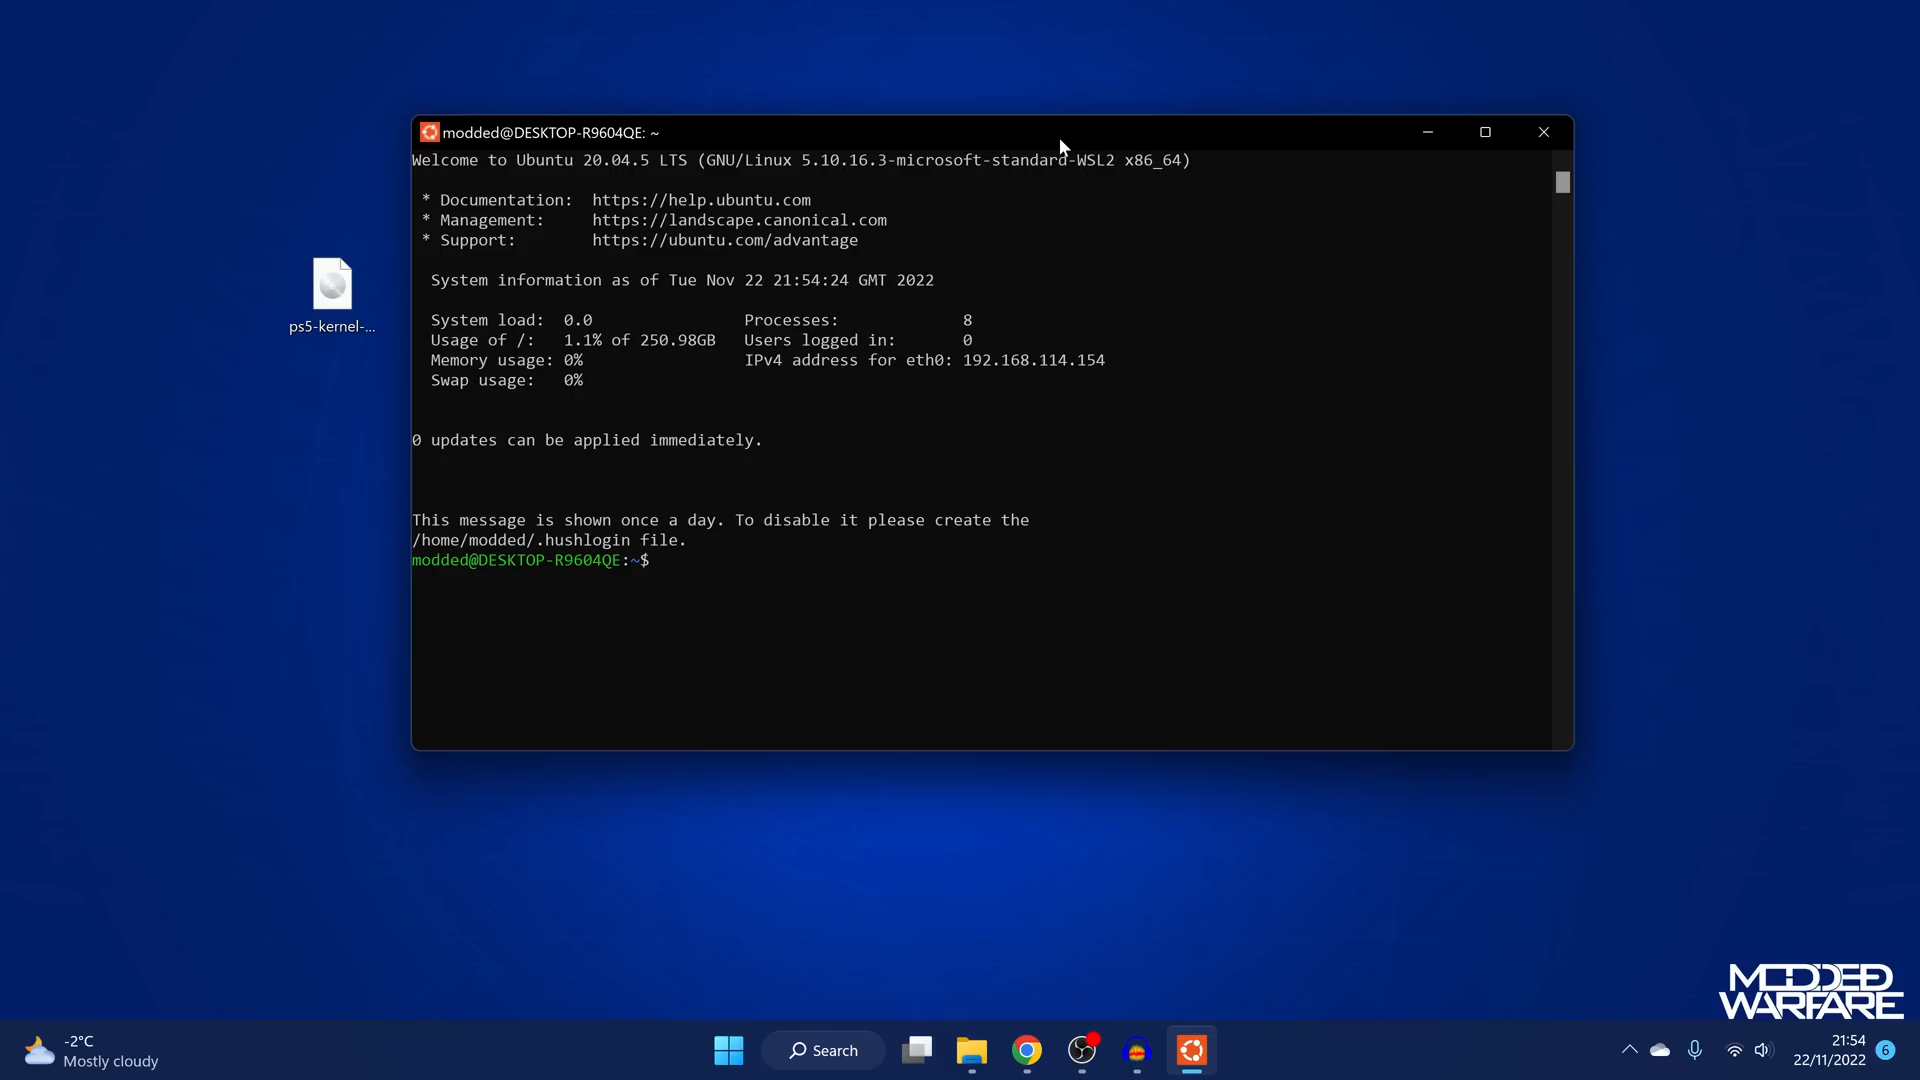 modded@DESKTOP-R9604QE: ~
Welcome to Ubuntu 20.04.5 LTS (GNU/Linux 5.10.16.3-microsoft-standard-WSL2 x86_64)
* Documentation:  https://help.ubuntu.com
* Management:     https://landscape.canonical.com
* Support:        https://ubuntu.com/advantage
System information as of Tue Nov 22 21:54:24 GMT 2022
System load:  0.0                Processes:             8
Usage of /:   1.1% of 250.98GB   Users logged in:       0
Memory usage: 0%                 IPv4 address for eth0: 192.168.114.154
Swap usage:   0%
0 updates can be applied immediately.
This message is shown once a day. To disable it please create the
/home/modded/.hushlogin file.
modded@DESKTOP-R9604QE:~$
ps5-kernel-...
MODDED
WARFARE
-2°C
Mostly cloudy
Search
21:54
22/11/2022
6